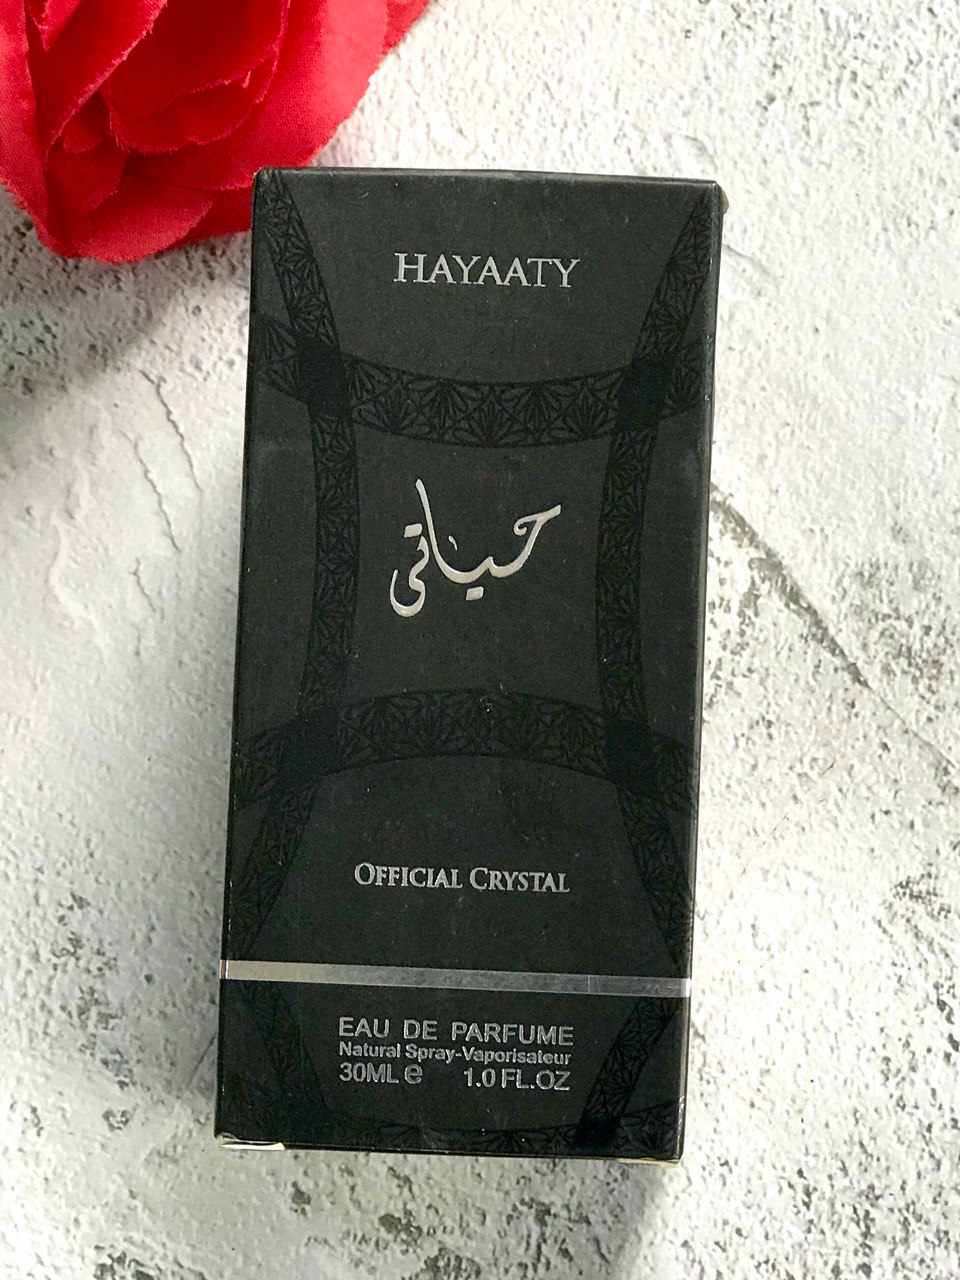 HAYAATY
حياتي
OFFICIAL CRYSTAL
EAU DE PARFUME
Natural Spray-Vaporisateur
30ML e 1.0 FL.OZ